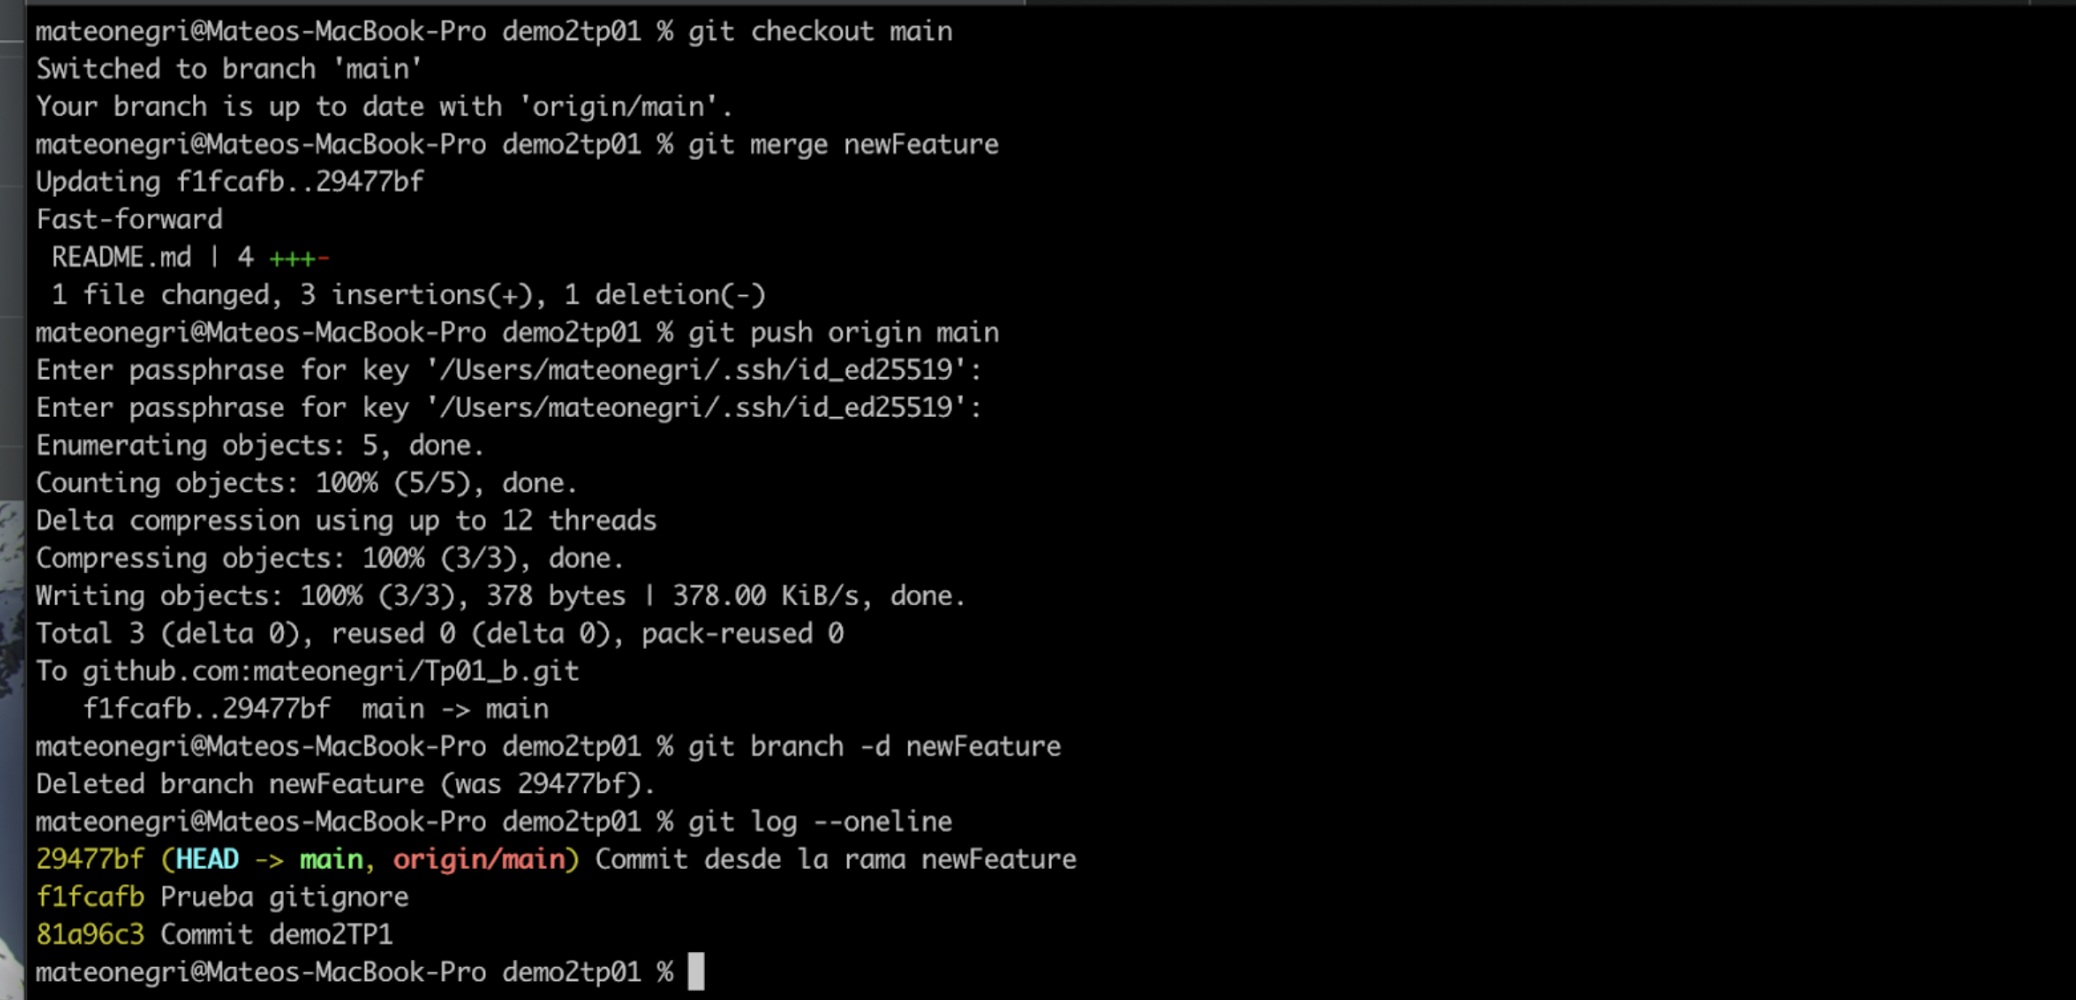 mateonegri@Mateos-MacBook-Pro demo2tp01 % git checkout main
Switched to branch 'main'
Your branch is up to date with 'origin/main'.
mateonegri@Mateos-MacBook-Pro demo2tp01 % git merge newFeature
Updating f1fcafb..29477bf
Fast-forward
 README.md | 4 +++-
 1 file changed, 3 insertions(+), 1 deletion(-)
mateonegri@Mateos-MacBook-Pro demo2tp01 % git push origin main
Enter passphrase for key '/Users/mateonegri/.ssh/id_ed25519':
Enter passphrase for key '/Users/mateonegri/.ssh/id_ed25519':
Enumerating objects: 5, done.
Counting objects: 100% (5/5), done.
Delta compression using up to 12 threads
Compressing objects: 100% (3/3), done.
Writing objects: 100% (3/3), 378 bytes | 378.00 KiB/s, done.
Total 3 (delta 0), reused 0 (delta 0), pack-reused 0
To github.com:mateonegri/Tp01_b.git
   f1fcafb..29477bf  main -> main
mateonegri@Mateos-MacBook-Pro demo2tp01 % git branch -d newFeature
Deleted branch newFeature (was 29477bf).
mateonegri@Mateos-MacBook-Pro demo2tp01 % git log --oneline
29477bf (HEAD -> main, origin/main) Commit desde la rama newFeature
f1fcafb Prueba gitignore
81a96c3 Commit demo2TP1
mateonegri@Mateos-MacBook-Pro demo2tp01 %